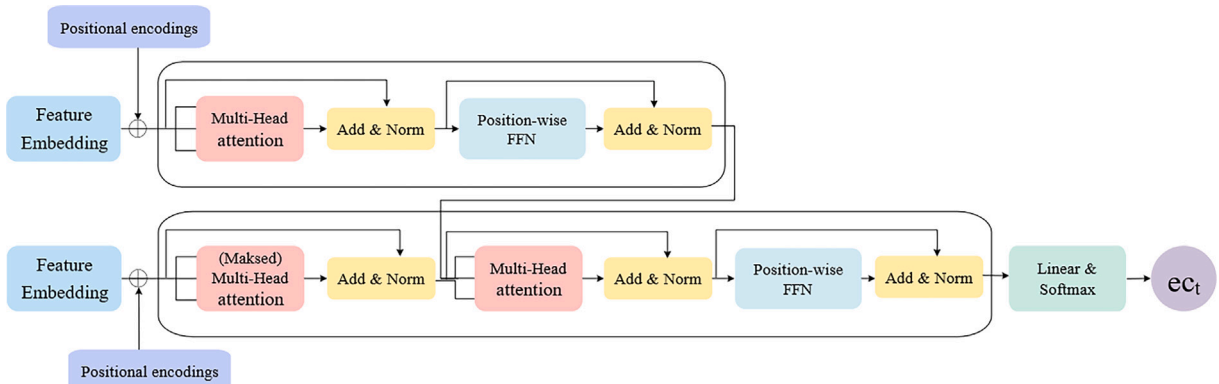 Positional encodings
Feature
Embedding
Multi-Head
attention
Add & Norm
Position-wise
FFN
Add & Norm
Feature
Embedding
(Maksed)
Multi-Head
attention
Add & Norm
Multi-Head
attention
Add & Norm
Position-wise
FFN
Add & Norm
Linear &
Softmax
ecₜ
Positional encodings